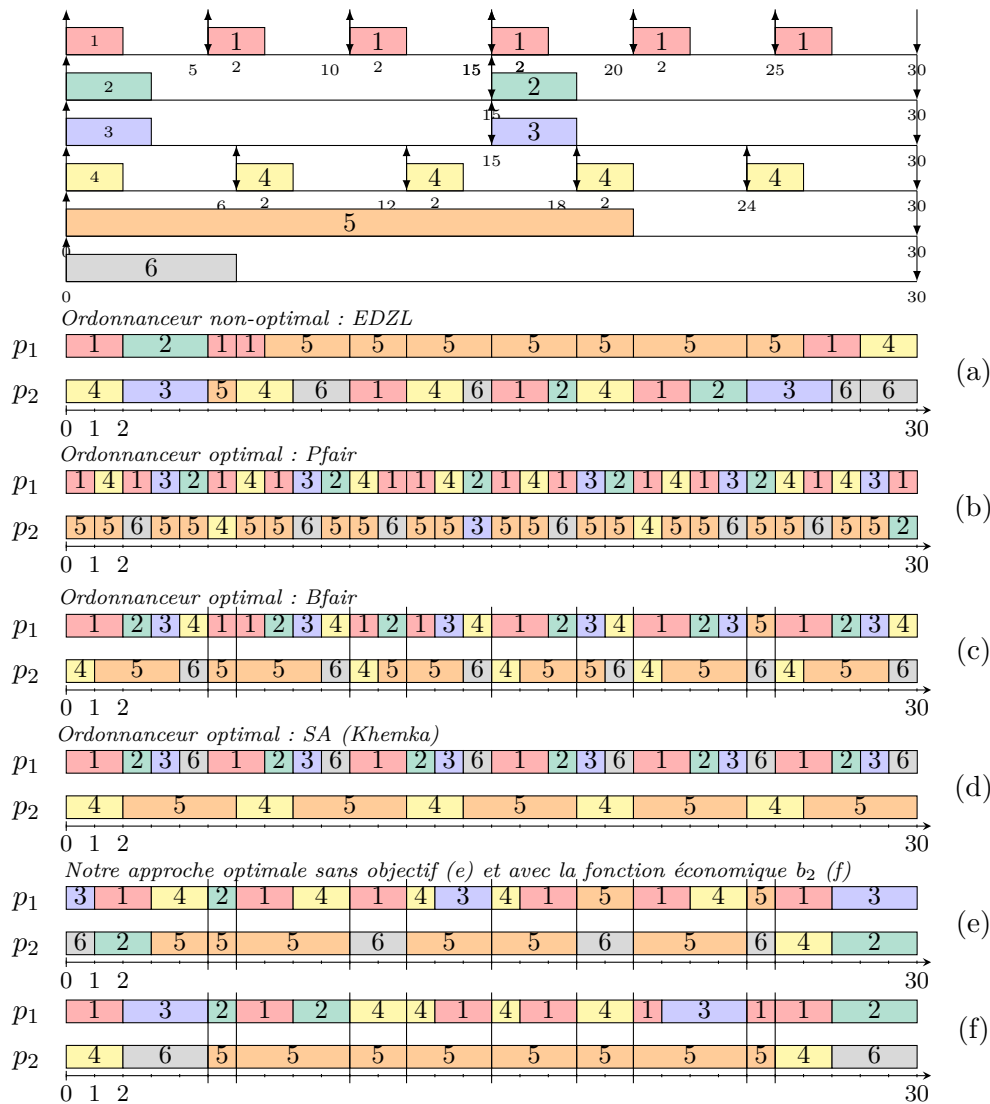 1 1 1 1 1 1
5 2 10 2 15 2 20 2 25 30
2 2
15 30
3 3
15 30
4 4 4 4 4
6 2 12 2 18 2 24 30
5
0 30
6
0 30
Ordonnanceur non-optimal : EDZL
p₁ 1 2 1 1 5 5 5 5 5 5 5 1 4
(a)
p₂ 4 3 5 4 6 1 4 6 1 2 4 1 2 3 6 6
0 1 2 30
Ordonnanceur optimal : Pfair
p₁ 1 4 1 3 2 1 4 1 3 2 4 1 1 4 2 1 4 1 3 2 1 4 1 3 2 4 1 4 3 1
(b)
p₂ 5 5 6 5 5 4 5 5 6 5 5 6 5 5 3 5 5 6 5 5 4 5 5 6 5 5 6 5 5 2
0 1 2 30
Ordonnanceur optimal : Bfair
p₁ 1 2 3 4 1 1 2 3 4 1 2 1 3 4 1 2 3 4 1 2 3 5 1 2 3 4
(c)
p₂ 4 5 6 5 5 6 4 5 5 6 4 5 5 6 4 5 6 4 5 6
0 1 2 30
Ordonnanceur optimal : SA (Khemka)
p₁ 1 2 3 6 1 2 3 6 1 2 3 6 1 2 3 6 1 2 3 6 1 2 3 6
(d)
p₂ 4 5 4 5 4 5 4 5 4 5
0 1 2 30
Notre approche optimale sans objectif (e) et avec la fonction économique b₂ (f)
p₁ 3 1 4 2 1 4 1 4 3 4 1 5 1 4 5 1 3
(e)
p₂ 6 2 5 5 5 6 5 5 6 5 6 4 2
0 1 2 30
p₁ 1 3 2 1 2 4 4 1 4 1 4 1 3 1 1 2
(f)
p₂ 4 6 5 5 5 5 5 5 5 5 4 6
0 1 2 30